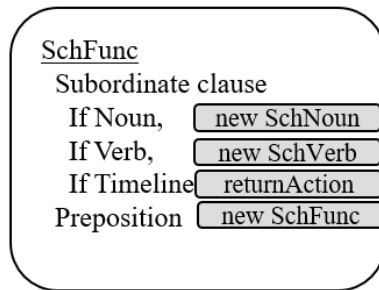 SchFunc
Subordinate clause
If Noun, new SchNoun
If Verb, new SchVerb
If Timeline returnAction
Preposition new SchFunc